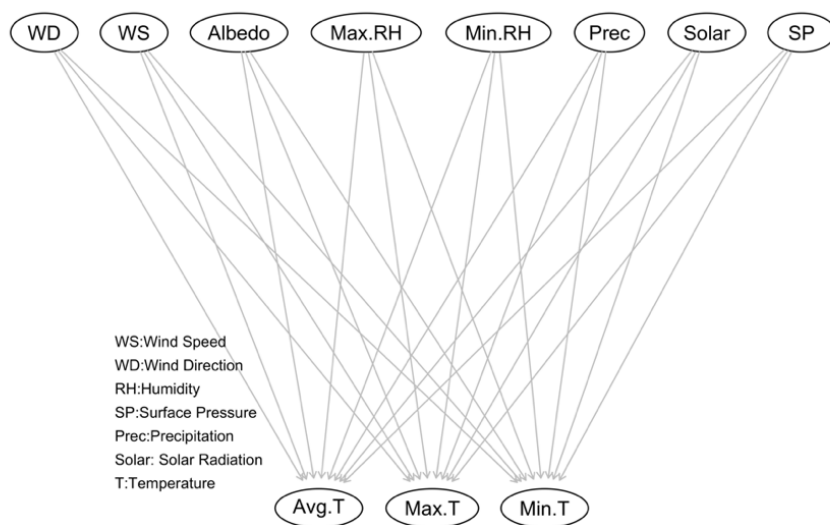 WD WS Albedo Max.RH Min.RH Prec Solar SP
WS:Wind Speed
WD:Wind Direction
RH:Humidity
SP:Surface Pressure
Prec:Precipitation
Solar: Solar Radiation
T:Temperature
Avg.T Max.T Min.T